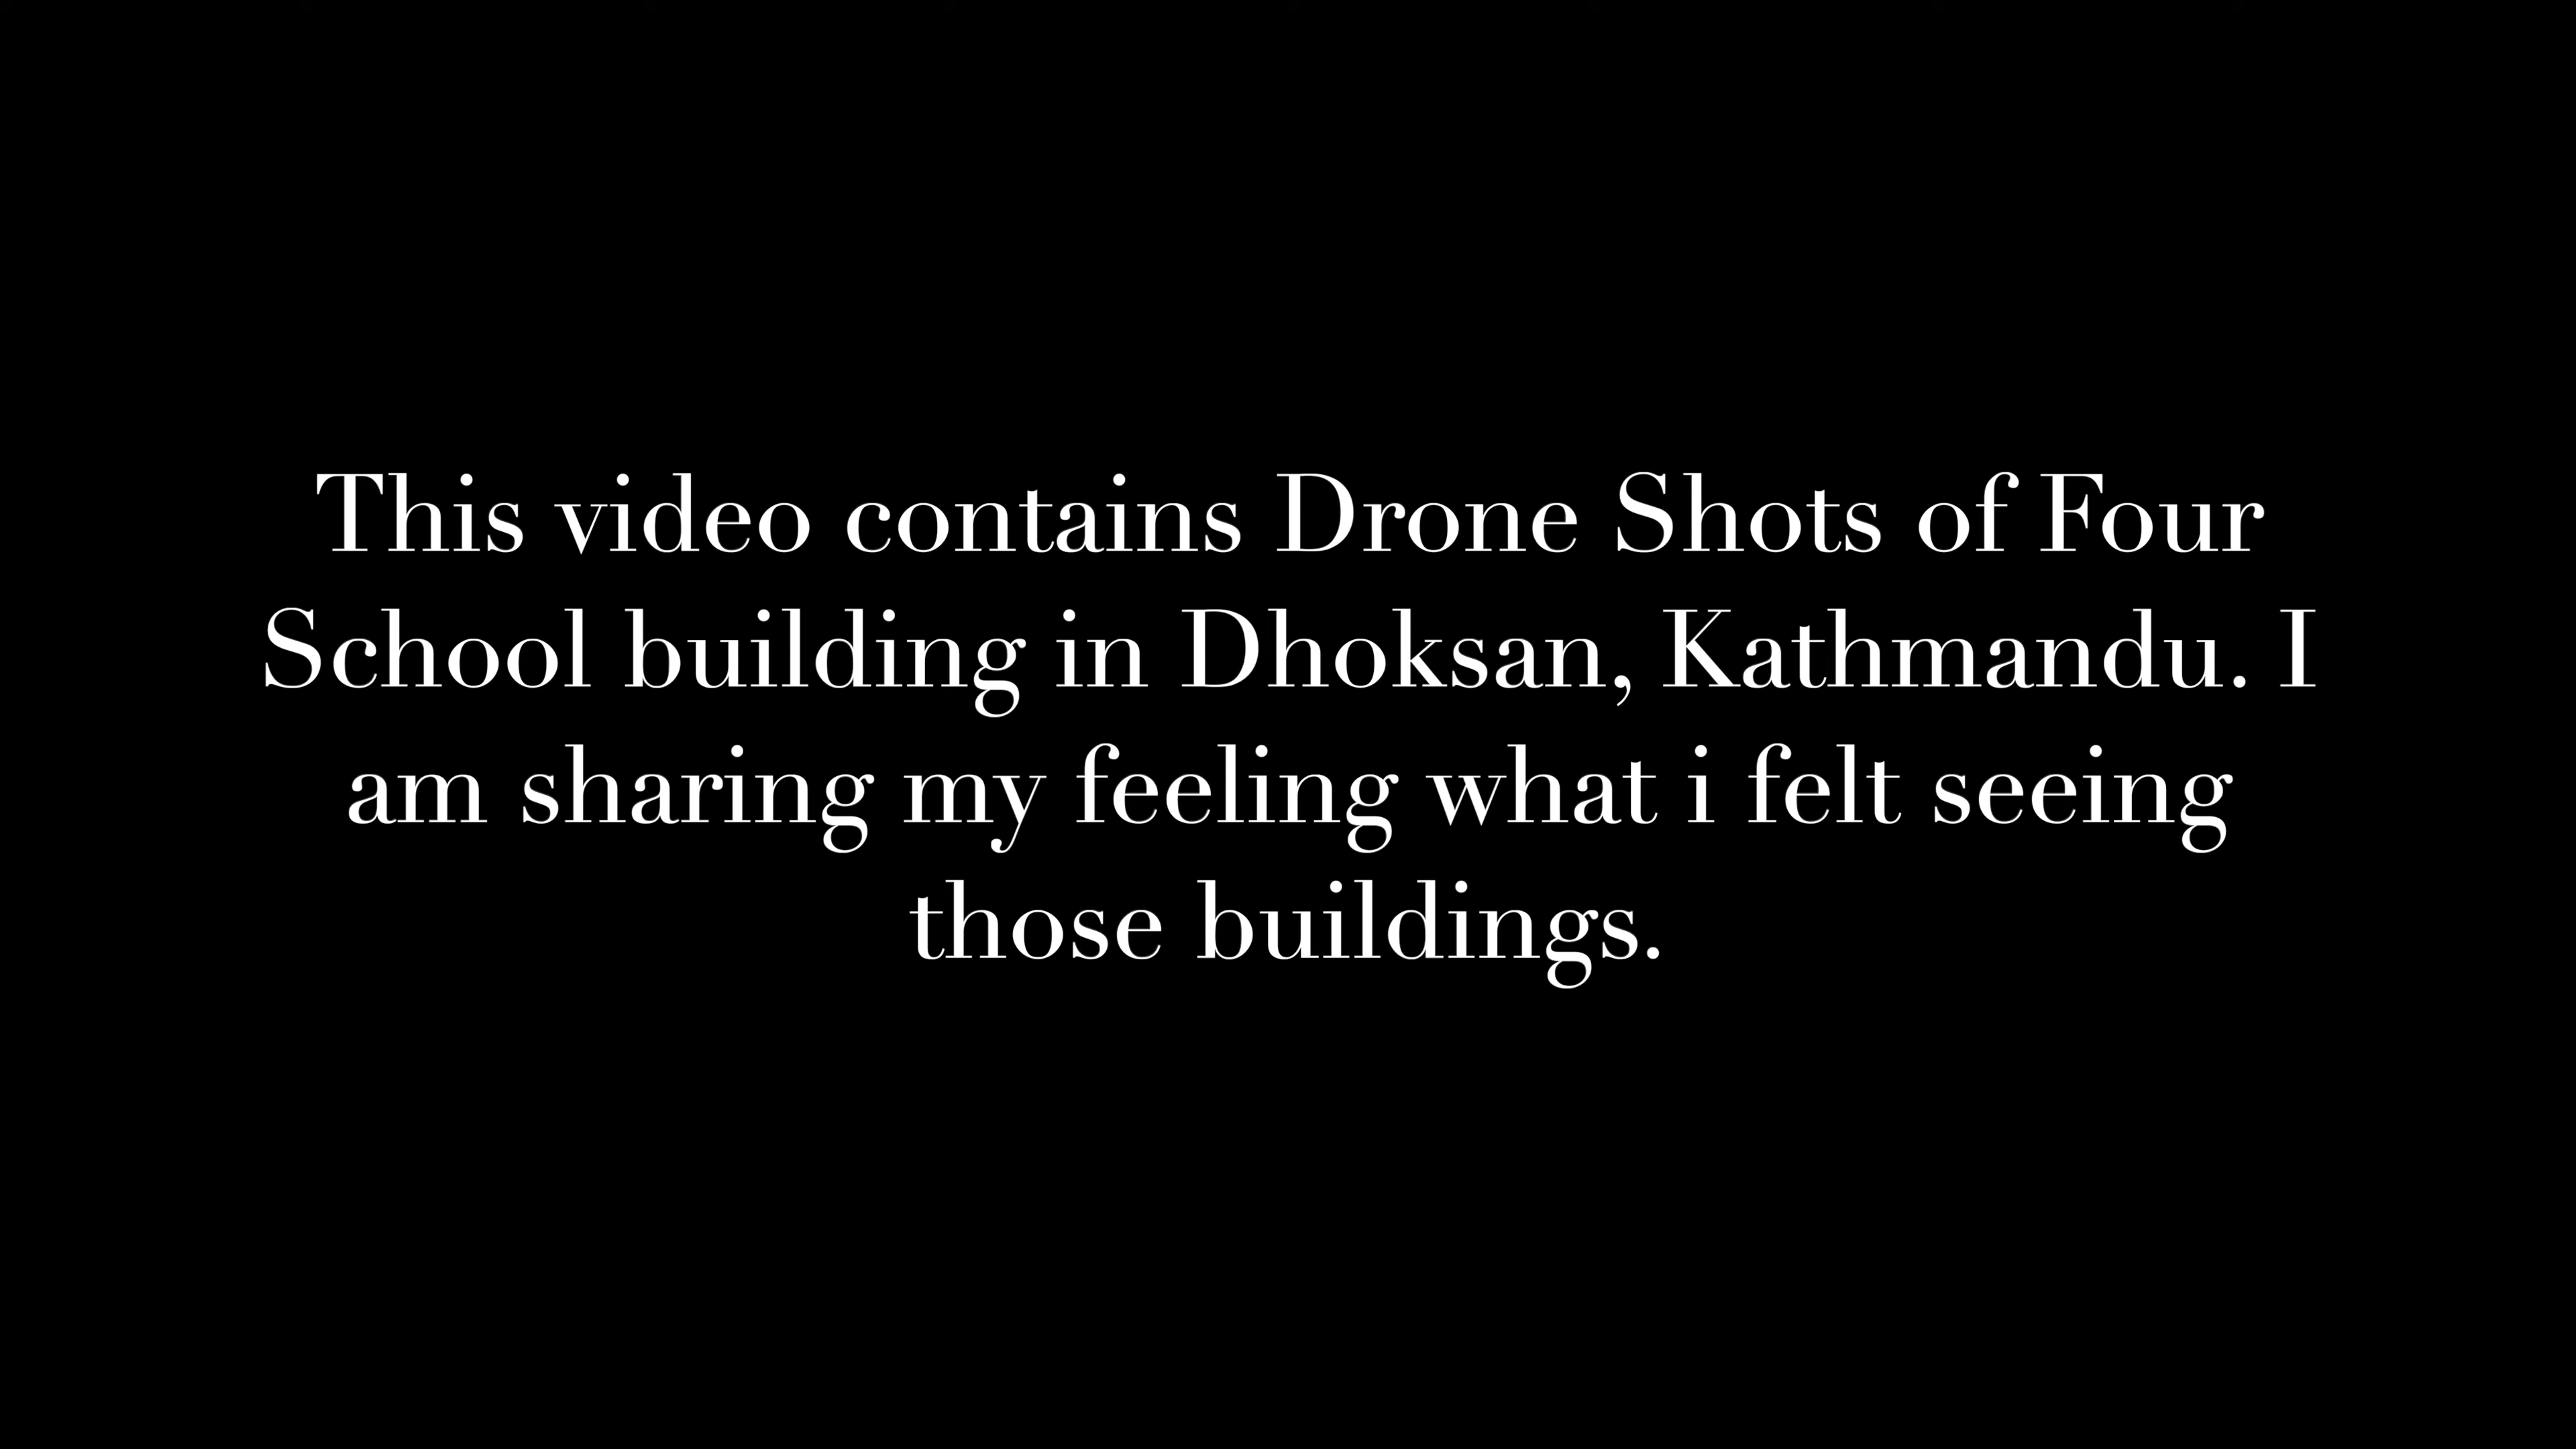 This video contains Drone Shots of Four
School building in Dhoksan, Kathmandu. I
am sharing my feeling what i felt seeing
those buildings.